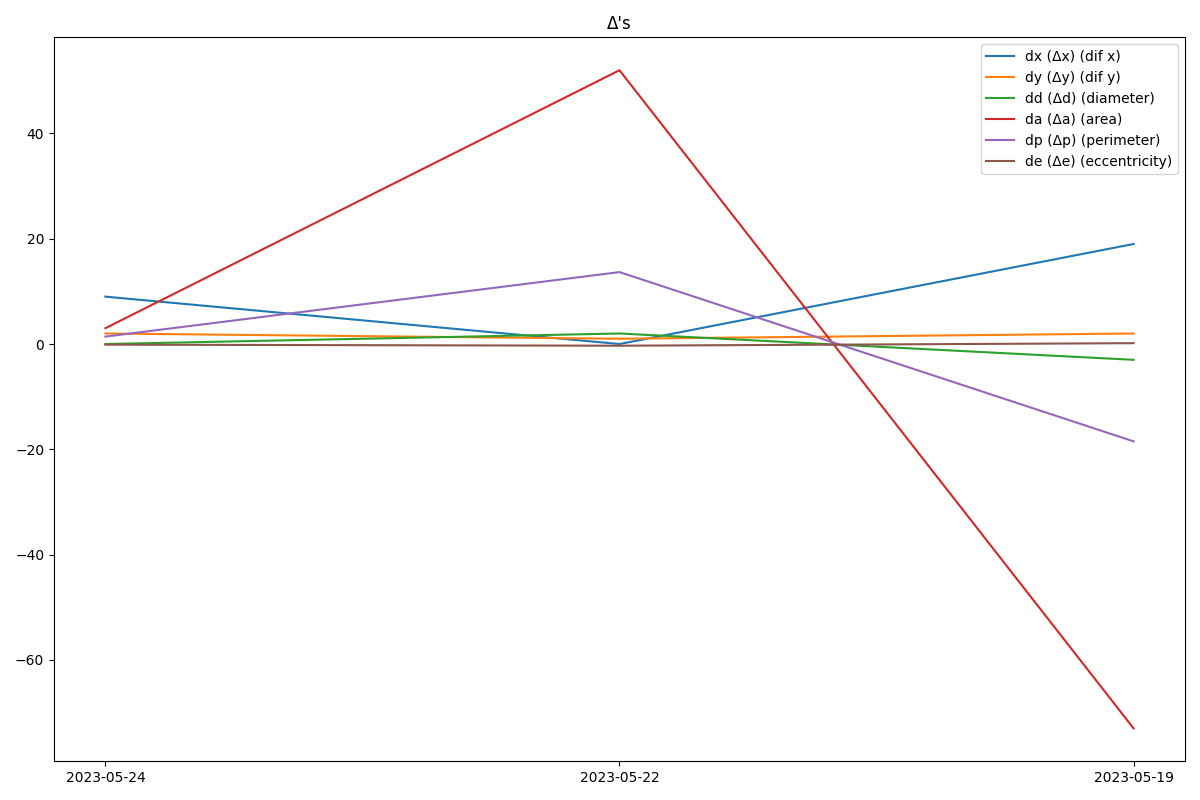 Δ's
dx (Δx) (dif x)
dy (Δy) (dif y)
dd (Δd) (diameter)
da (Δa) (area)
dp (Δp) (perimeter)
de (Δe) (eccentricity)
40
20
0
−20
−40
−60
2023-05-24 2023-05-22 2023-05-19